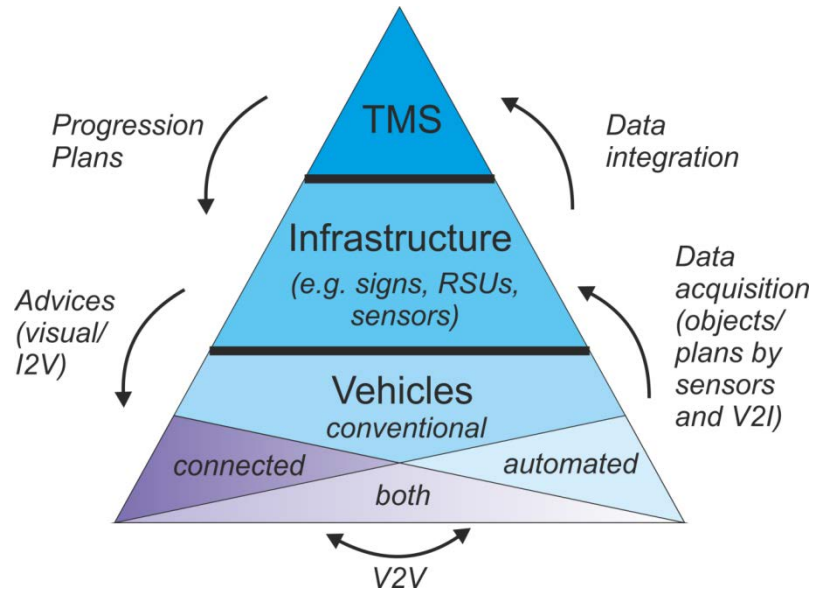 TMS
Progression
Plans
Data
integration
Infrastructure
(e.g. signs, RSUs,
sensors)
Advices
(visual/
I2V)
Data
acquisition
(objects/
plans by
sensors
and V2I)
Vehicles
conventional
connected
automated
both
V2V